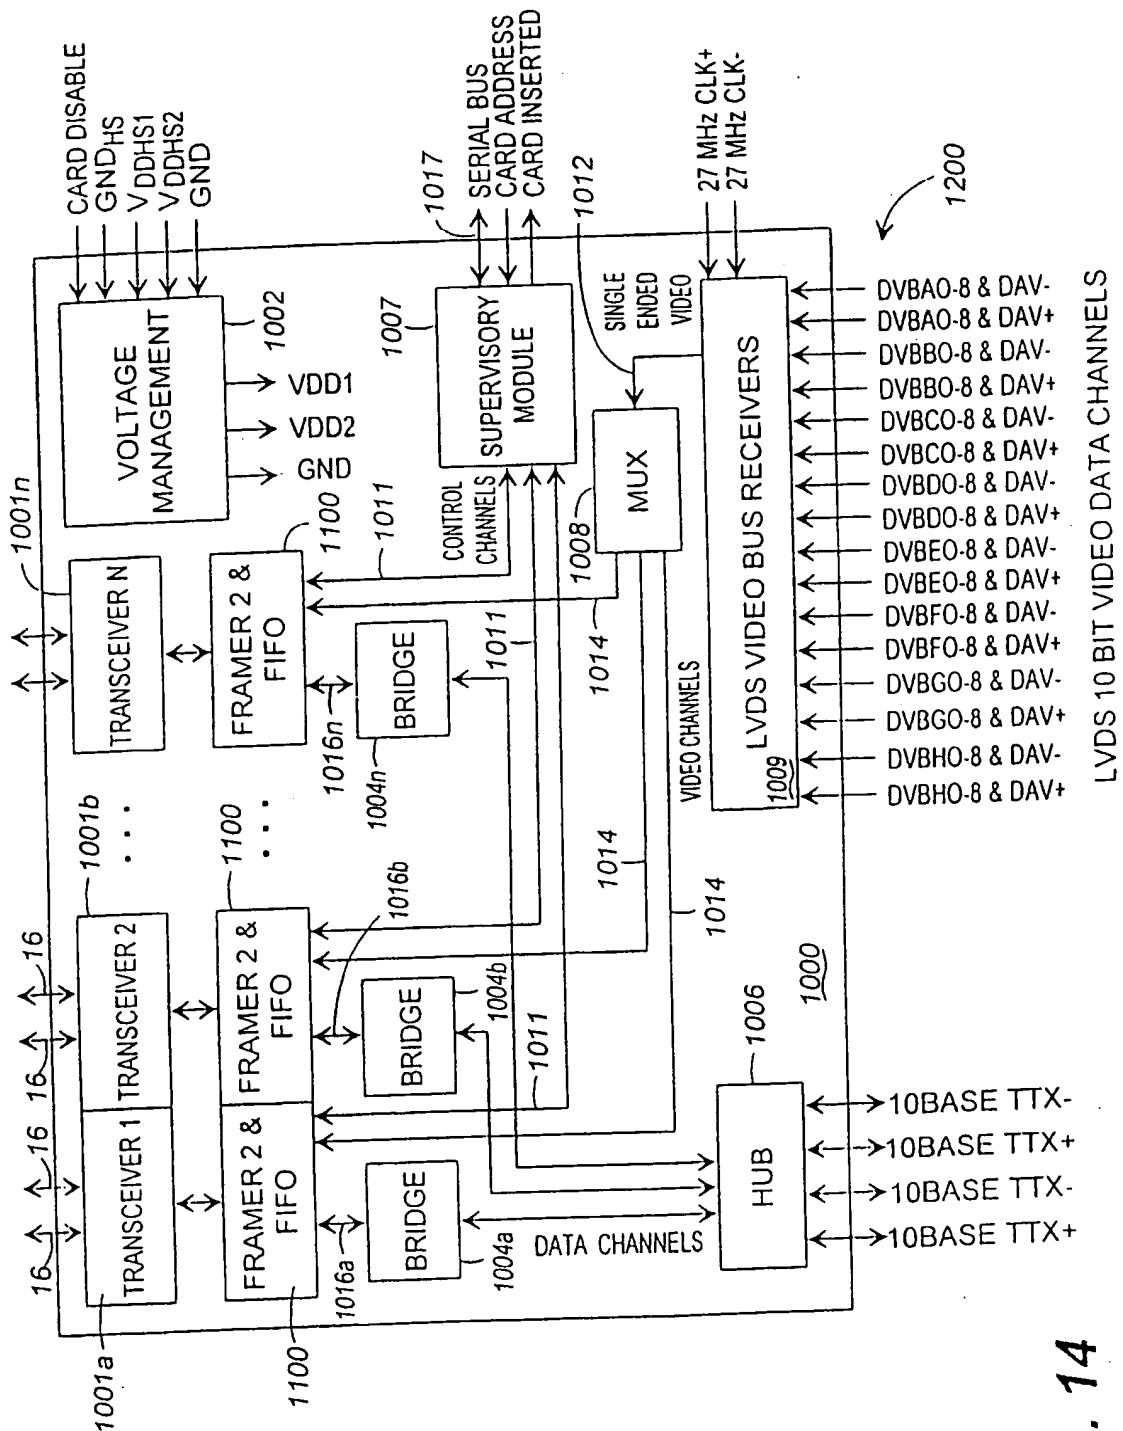 CARD DISABLE
GNDHS
VDDHS1
VDDHS2
GND
VOLTAGE
MANAGEMENT
1002
VDD1
VDD2
GND
1017
SERIAL BUS
CARD ADDRESS
CARD INSERTED
1007
SUPERVISORY
MODULE
CONTROL
CHANNELS
1012
SINGLE
ENDED
VIDEO
27 MHz CLK+
27 MHz CLK-
MUX
1008
LVDS VIDEO BUS RECEIVERS
1009
1200
1001n
TRANSCEIVER N
1100
FRAMER 2 &
FIFO
1011
1016n
BRIDGE
1004n
1011
1014
VIDEO CHANNELS
1001b
. . .
TRANSCEIVER 2
1100
. . .
FRAMER 2 &
FIFO
1016b
BRIDGE
1004b
1014
1014
1011
16
16
16
16
TRANSCEIVER 1
1001a
FRAMER 2 &
FIFO
1100
1016a
BRIDGE
1004a
DATA CHANNELS
HUB
1006
1000
10BASE TTX-
10BASE TTX+
10BASE TTX-
10BASE TTX+
DVBAO-8 & DAV-
DVBAO-8 & DAV+
DVBBO-8 & DAV-
DVBBO-8 & DAV+
DVBCO-8 & DAV-
DVBCO-8 & DAV+
DVBDO-8 & DAV-
DVBDO-8 & DAV+
DVBEO-8 & DAV-
DVBEO-8 & DAV+
DVBFO-8 & DAV-
DVBFO-8 & DAV+
DVBGO-8 & DAV-
DVBGO-8 & DAV+
DVBHO-8 & DAV-
DVBHO-8 & DAV+
LVDS 10 BIT VIDEO DATA CHANNELS
. 14